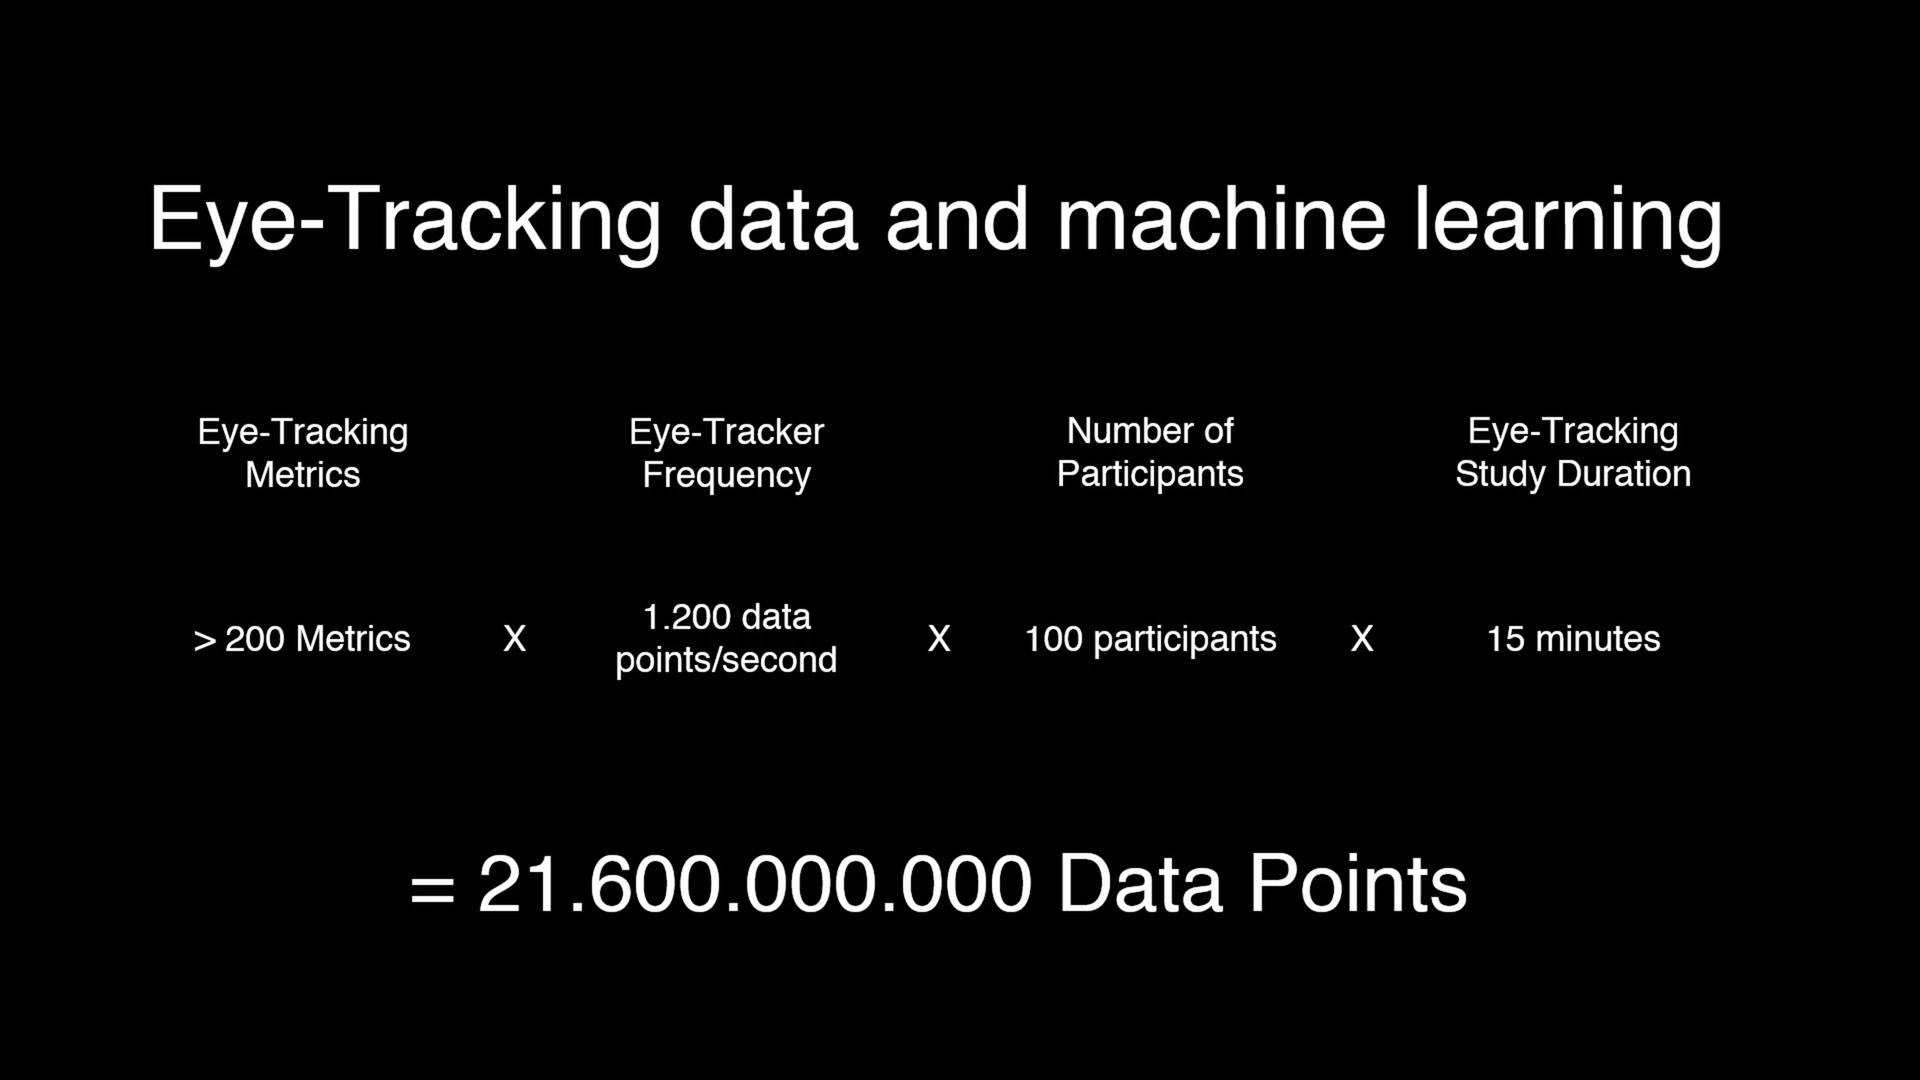 Eye-Tracking data and machine learning
Eye-Tracking
Metrics
Eye-Tracker
Frequency
Number of
Participants
Eye-Tracking
Study Duration
> 200 Metrics
X
1.200 data
points/second
X
100 participants
X
15 minutes
= 21.600.000.000 Data Points